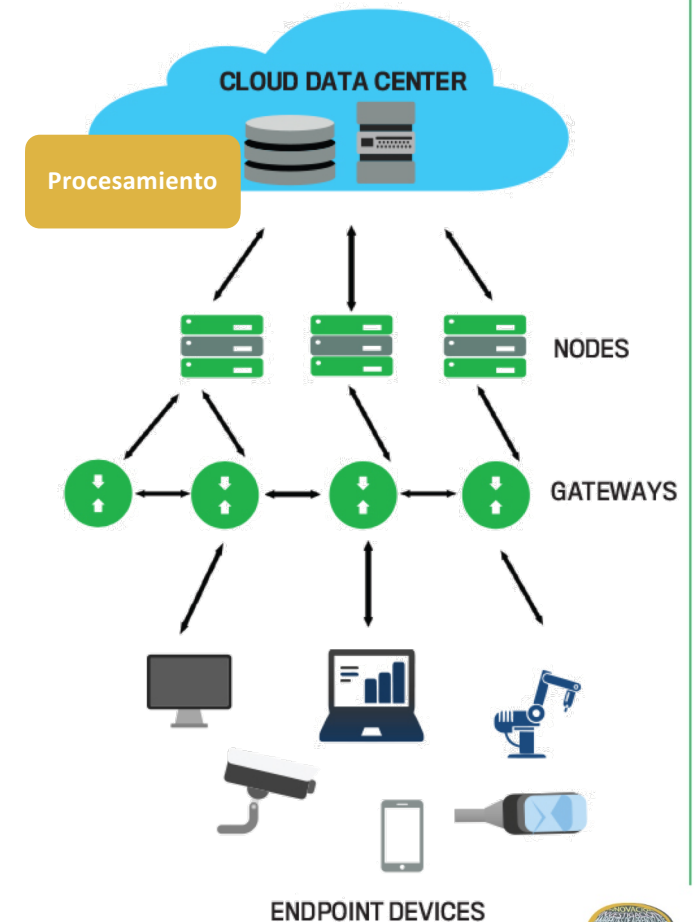 CLOUD DATA CENTER
Procesamiento
NODES
GATEWAYS
ENDPOINT DEVICES